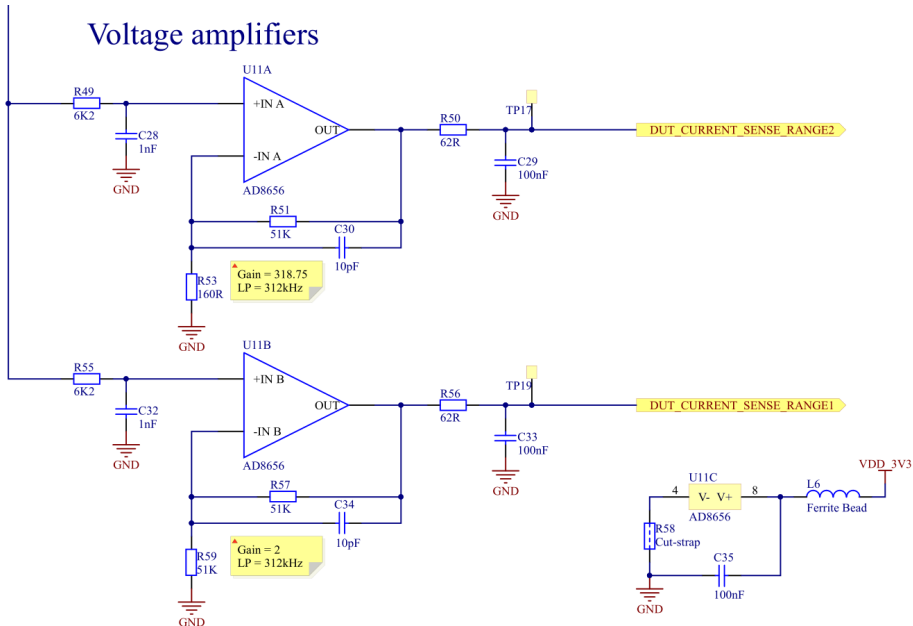 Voltage amplifiers
U11A
R49
6K2
C28
1nF
GND
+IN A
OUT
-IN A
AD8656
R50
62R
TP17
DUT_CURRENT_SENSE_RANGE2
C29
100nF
GND
R51
51K
C30
10pF
R53
160R
Gain = 318.75
LP = 312kHz
GND
U11B
R55
6K2
C32
1nF
GND
+IN B
OUT
-IN B
AD8656
R56
62R
TP19
DUT_CURRENT_SENSE_RANGE1
C33
100nF
GND
R57
51K
C34
10pF
R59
51K
Gain = 2
LP = 312kHz
GND
VDD_3V3
U11C
4
V- V+
8
AD8656
L6
Ferrite Bead
R58
Cut-strap
C35
100nF
GND